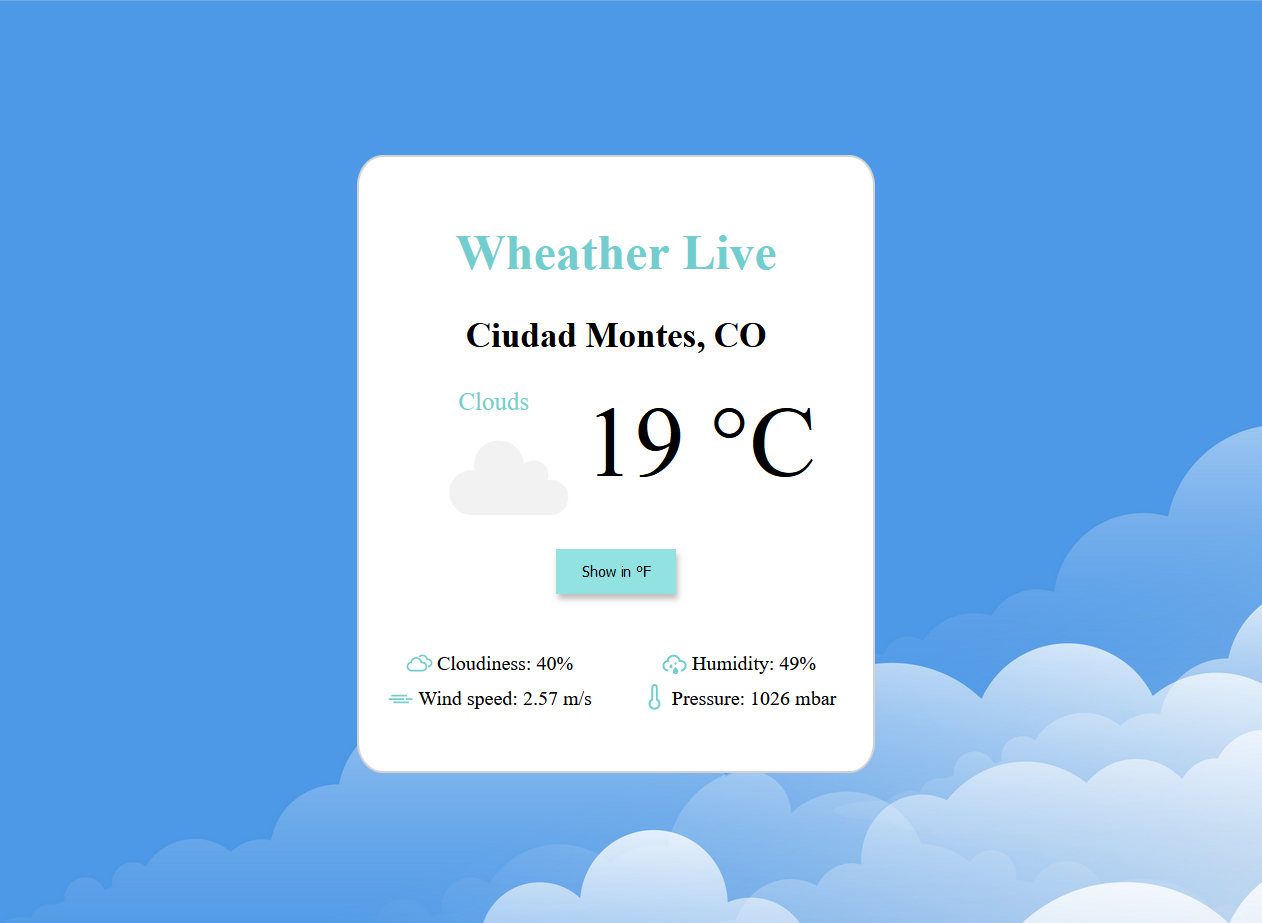 Wheather Live
Ciudad Montes, CO
Clouds
19 °C
Show in °F
Cloudiness: 40%
Humidity: 49%
Wind speed: 2.57 m/s
Pressure: 1026 mbar